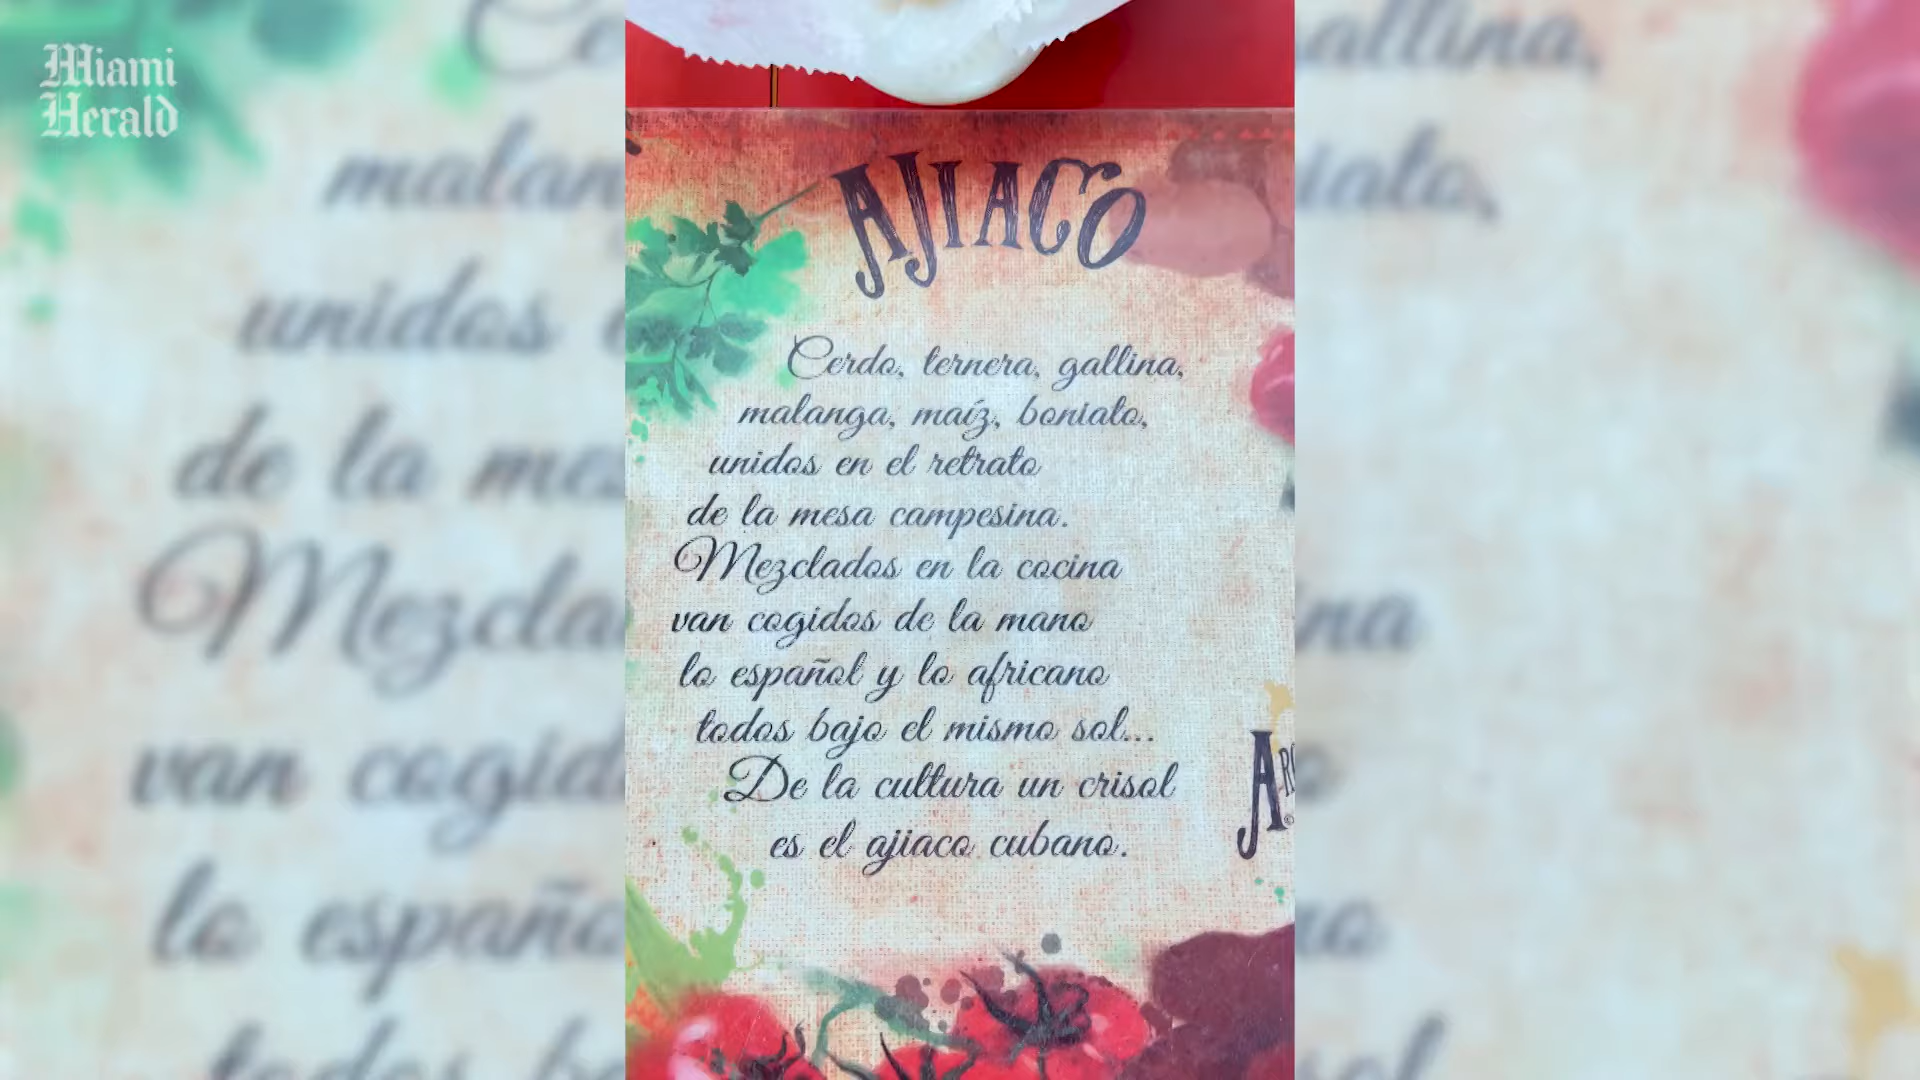 Miami
Herald
AJIACO
Cerdo, ternera, gallina,
malanga, maíz, boniato,
unidos en el retrato
de la mesa campesina.
Mezclados en la cocina
van cogidos de la mano
lo español y lo africano
todos bajo el mismo sol...
De la cultura un crisol
es el ajiaco cubano.